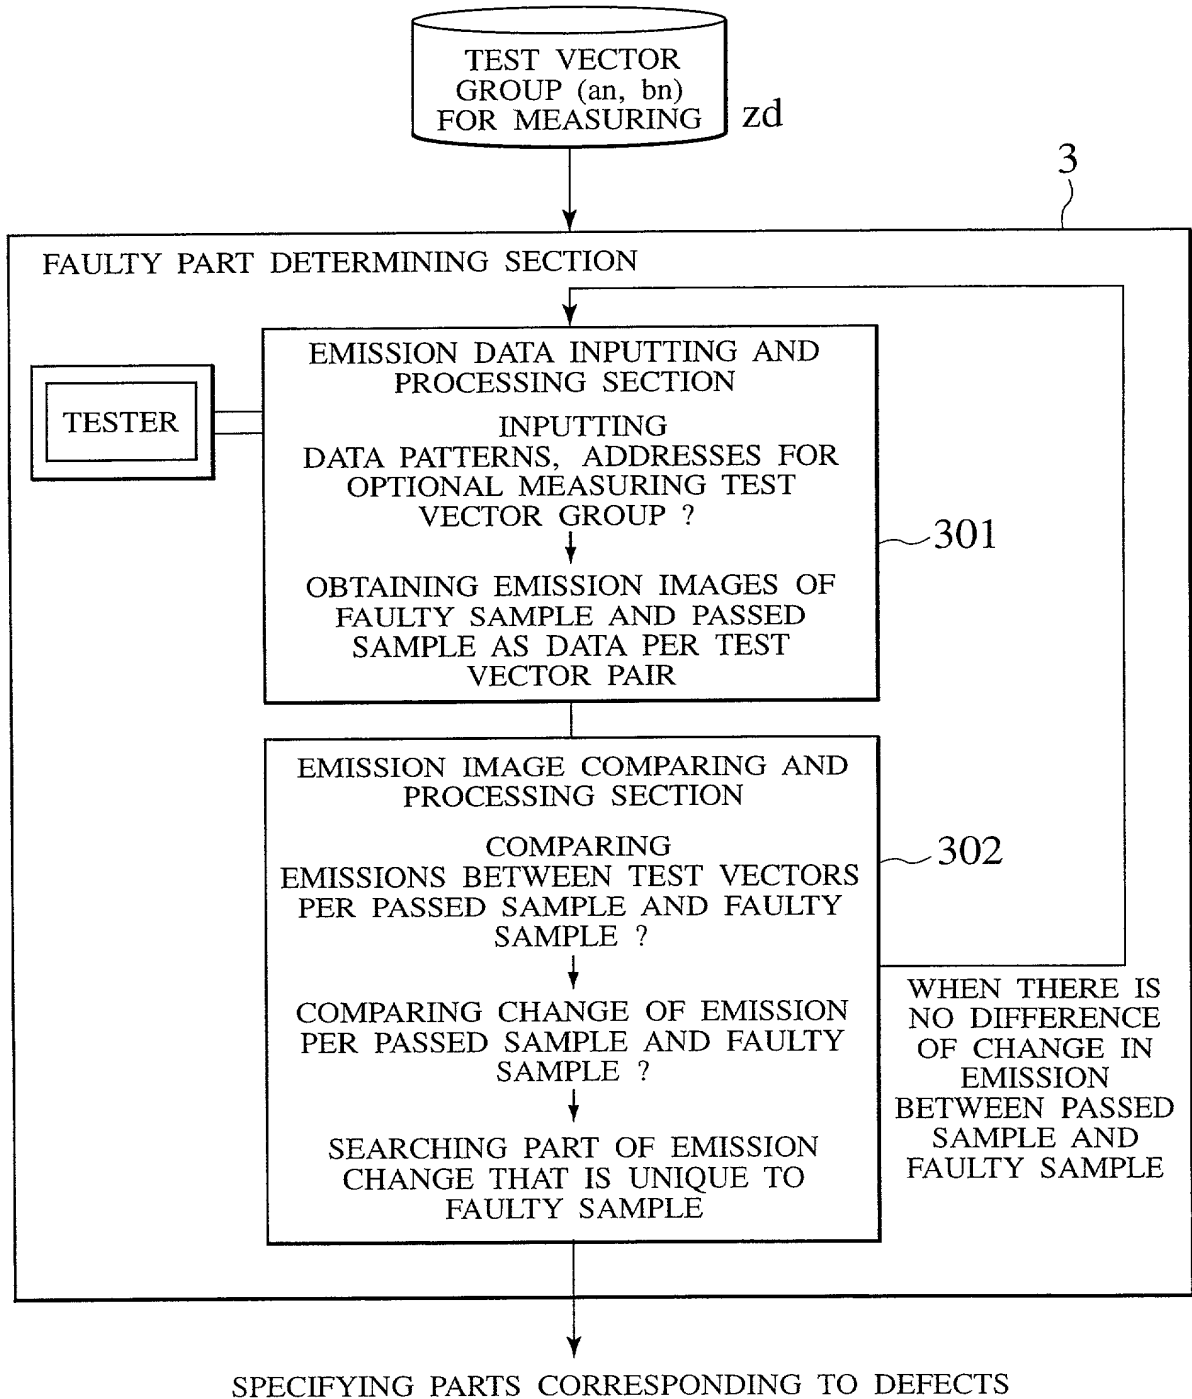 TEST VECTOR
GROUP (an, bn)
FOR MEASURING
zd
3
FAULTY PART DETERMINING SECTION
TESTER
EMISSION DATA INPUTTING AND
PROCESSING SECTION
INPUTTING
DATA PATTERNS, ADDRESSES FOR
OPTIONAL MEASURING TEST
VECTOR GROUP ?
301
OBTAINING EMISSION IMAGES OF
FAULTY SAMPLE AND PASSED
SAMPLE AS DATA PER TEST
VECTOR PAIR
EMISSION IMAGE COMPARING AND
PROCESSING SECTION
302
COMPARING
EMISSIONS BETWEEN TEST VECTORS
PER PASSED SAMPLE AND FAULTY
SAMPLE ?
COMPARING CHANGE OF EMISSION
PER PASSED SAMPLE AND FAULTY
SAMPLE ?
SEARCHING PART OF EMISSION
CHANGE THAT IS UNIQUE TO
FAULTY SAMPLE
WHEN THERE IS
NO DIFFERENCE
OF CHANGE IN
EMISSION
BETWEEN PASSED
SAMPLE AND
FAULTY SAMPLE
SPECIFYING PARTS CORRESPONDING TO DEFECTS